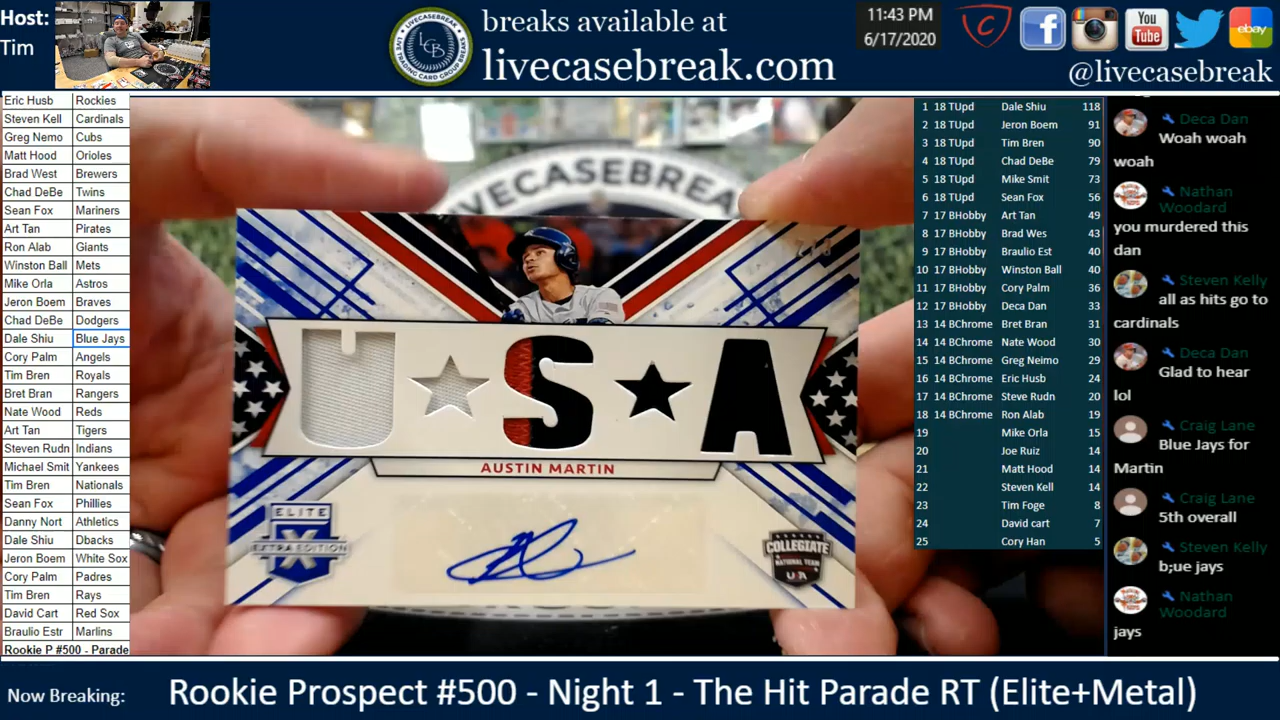 Host:
Tim
breaks available at
livecasebreak.com
11:43 PM
6/17/2020
You
Tube
ebay
@livecasebreak
LIVECASEBREAK
LCB
Eric Husb Rockies
Steven Kell Cardinals
Greg Nemo Cubs
Matt Hood Orioles
Brad West Brewers
Chad DeBe Twins
Sean Fox Mariners
Art Tan Pirates
Ron Alab Giants
Winston Ball Mets
Mike Orla Astros
Jeron Boem Braves
Chad DeBe Dodgers
Dale Shiu Blue Jays
Cory Palm Angels
Tim Bren Royals
Bret Bran Rangers
Nate Wood Reds
Art Tan Tigers
Steven Rudn Indians
Michael Smit Yankees
Tim Bren Nationals
Sean Fox Phillies
Danny Nort Athletics
Dale Shiu Dbacks
Jeron Boem White Sox
Cory Palm Padres
Tim Bren Rays
David Cart Red Sox
Braulio Estr Marlins
Rookie P #500 - Parade
LIVECASEBREAK
USA
AUSTIN MARTIN
ELITE
X
EXTRA EDITION
COLLEGIATE
NATIONAL TEAM
USA
1 18 TUpd Dale Shiu 118
2 18 TUpd Jeron Boem 91
3 18 TUpd Tim Bren 90
4 18 TUpd Chad DeBe 79
5 18 TUpd Mike Smit 73
6 18 TUpd Sean Fox 56
7 17 BHobby Art Tan 49
8 17 BHobby Brad Wes 43
9 17 BHobby Braulio Est 40
10 17 BHobby Winston Ball 40
11 17 BHobby Cory Palm 36
12 17 BHobby Deca Dan 33
13 14 BChrome Bret Bran 31
14 14 BChrome Nate Wood 30
15 14 BChrome Greg Neimo 29
16 14 BChrome Eric Husb 24
17 14 BChrome Steve Rudn 20
18 14 BChrome Ron Alab 19
19 Mike Orla 15
20 Joe Ruiz 14
21 Matt Hood 14
22 Steven Kell 14
23 Tim Foge 8
24 David cart 7
25 Cory Han 5
Deca Dan
Woah woah
woah
Nathan
Woodard
you murdered this
dan
Steven Kelly
all as hits go to
cardinals
Deca Dan
Glad to hear
lol
Craig Lane
Blue Jays for
Martin
Craig Lane
5th overall
Steven Kelly
b;ue jays
Nathan
Woodard
jays
Now Breaking:
Rookie Prospect #500 - Night 1 - The Hit Parade RT (Elite+Metal)